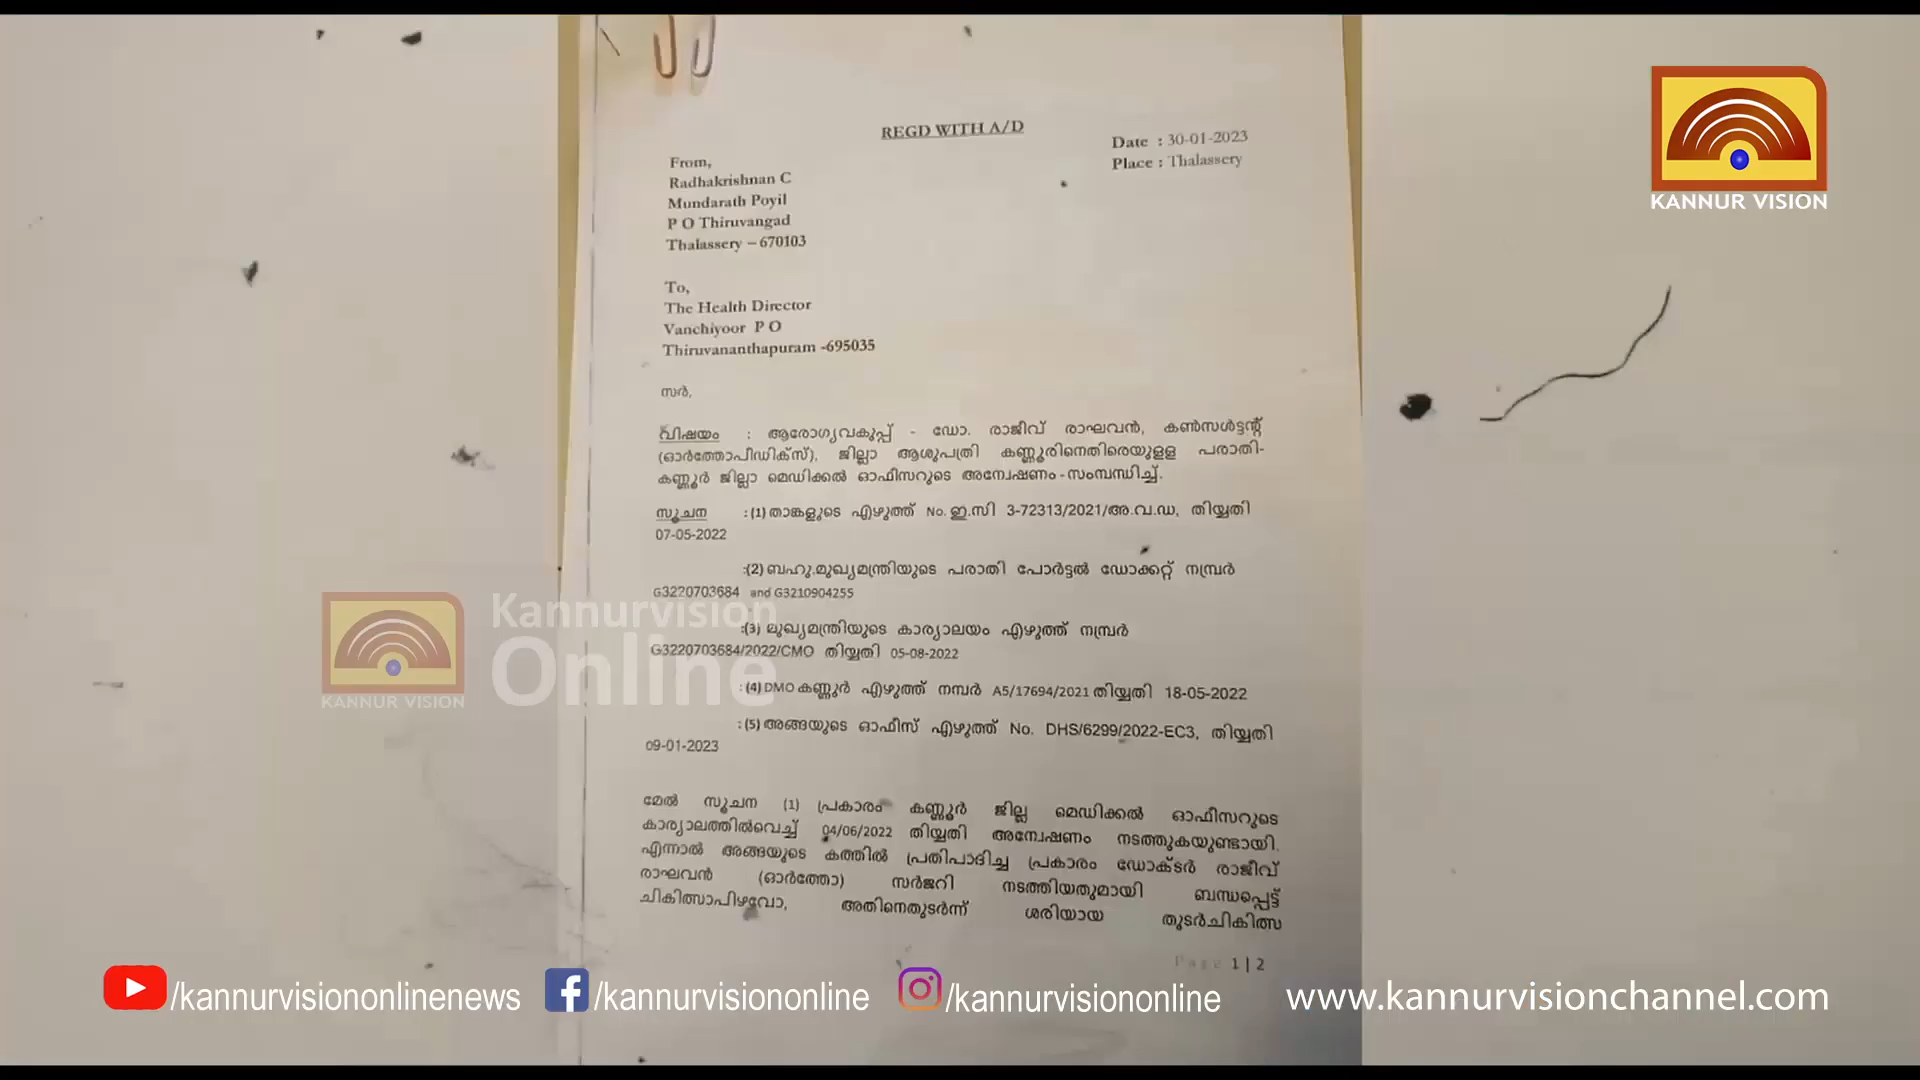 REGD WITH A/D
Date : 30-01-2023
Place : Thalassery
From,
Radhakrishnan C
Mundarath Poyil
P O Thiruvangad
Thalassery – 670103
To,
The Health Director
Vanchiyoor P O
Thiruvananthapuram -695035
സർ,
വിഷയം : ആരോഗ്യവകുപ്പ് - ഡോ. രാജീവ് രാഘവൻ, കൺസൾട്ടന്റ്
(ഓർത്തോപീഡിക്സ്), ജില്ലാ ആശുപത്രി കണ്ണൂരിനെതിരെയുളള പരാതി-
കണ്ണൂർ ജില്ലാ മെഡിക്കൽ ഓഫീസറുടെ അന്വേഷണം - സംബന്ധിച്ച്.
സൂചന : (1) താങ്കളുടെ എഴുത്ത് No. ഇ.സി 3-72313/2021/അ.വ.ഡ, തിയ്യതി
07-05-2022
:(2) ബഹു.മുഖ്യമന്ത്രിയുടെ പരാതി പോർട്ടൽ ഡോക്കറ്റ് നമ്പ്രർ
G3220703684 and G3210904255
:(3) മുഖ്യമന്ത്രിയുടെ കാര്യാലയം എഴുത്ത് നമ്പ്രർ
G3220703684/2022/CMO തിയ്യതി 05-08-2022
: (4) DMO കണ്ണൂർ എഴുത്ത് നമ്പർ A5/17694/2021 തിയ്യതി 18-05-2022
: (5) അങ്ങയുടെ ഓഫീസ് എഴുത്ത് No. DHS/6299/2022-EC3, തിയ്യതി
09-01-2023
മേൽ സൂചന (1) പ്രകാരം കണ്ണൂർ ജില്ല മെഡിക്കൽ ഓഫീസറുടെ
കാര്യാലത്തിൽവെച്ച് 04/06/2022 തിയ്യതി അന്വേഷണം നടത്തുകയുണ്ടായി.
എന്നാൽ അങ്ങയുടെ കത്തിൽ പ്രതിപാദിച്ച പ്രകാരം ഡോക്ടർ രാജീവ്
രാഘവൻ (ഓർത്തോ) സർജറി നടത്തിയതുമായി ബന്ധപ്പെട്ട്
ചികിത്സാപിഴവോ, അതിനെതുടർന്ന് ശരിയായ തുടർചികിത്സ
Page 1 | 2
KANNUR VISION
KANNUR VISION
Kannurvision
Online
/kannurvisiononlinenews
/kannurvisiononline
/kannurvisiononline
www.kannurvisionchannel.com